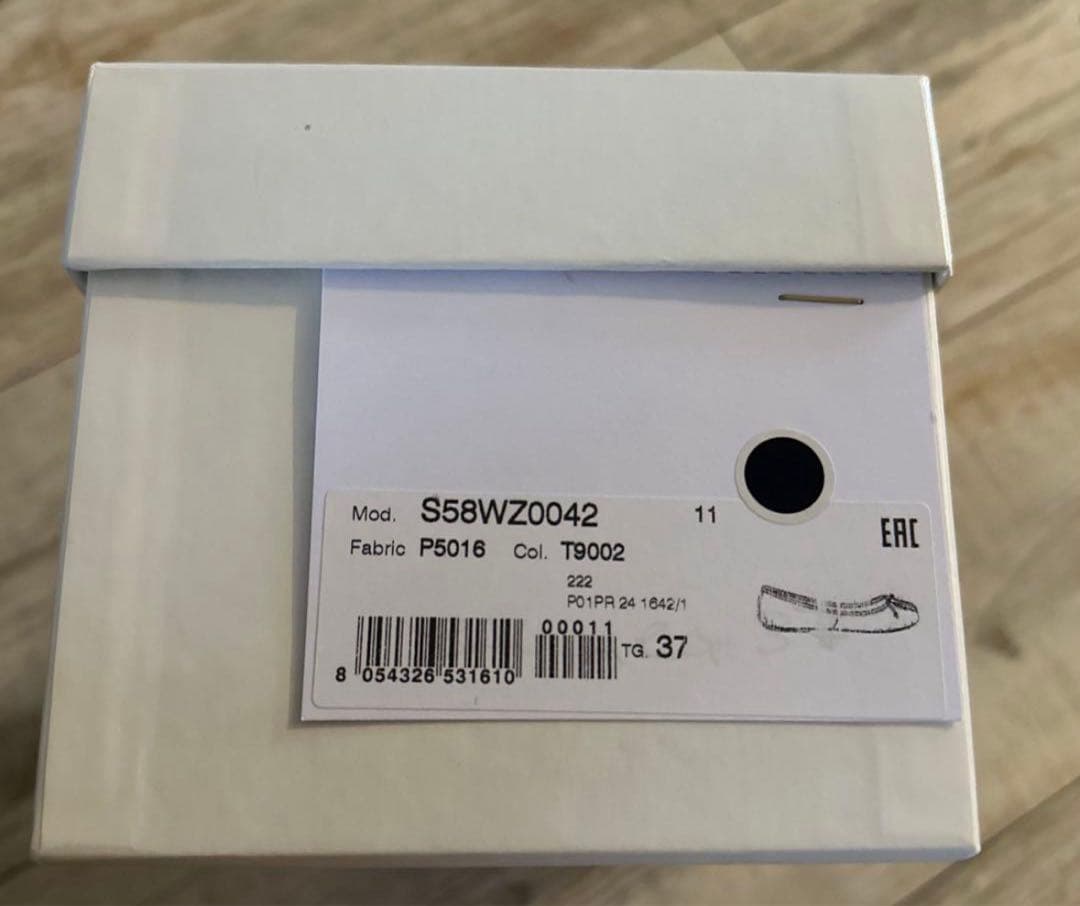 Mod. S58WZ0042 11
EAC
Fabric P5016 Col. T9002
222
P01PR 24 1642/1
00011
TG. 37
8 054326 531610